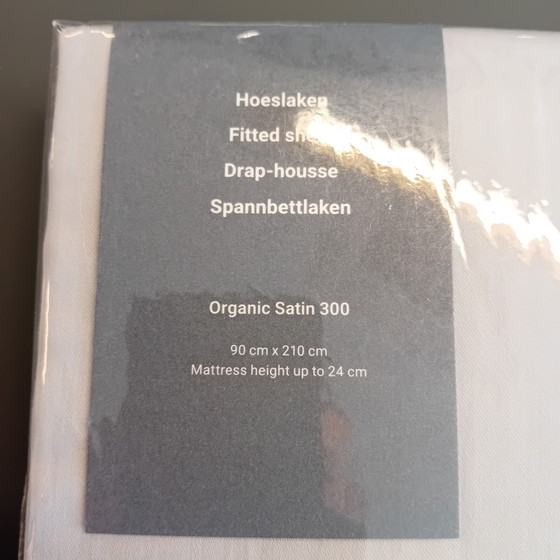 Hoeslaken
Fitted
Drap-housse
Spannbettlaken
Organic Satin 300
90 cm x 210 cm
Mattress height up to 24 cm